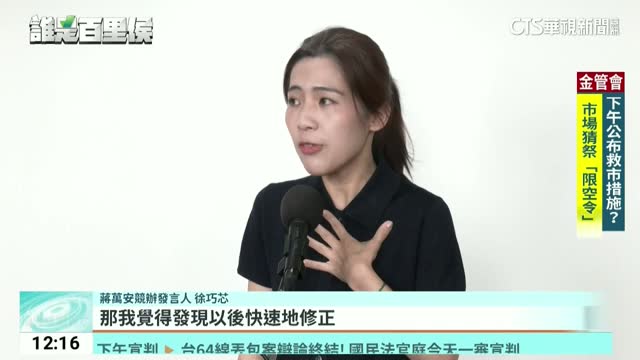 誰是百里侯
CTS華視新聞
金管會
下午公布救市措施？
市場猜祭「限空令」
蔣萬安競辦發言人 徐巧芯
那我覺得發現以後快速地修正
12:16
下午宣判 ▶ 台64線丟包案辯論終結! 國民法官庭今天一審宣判